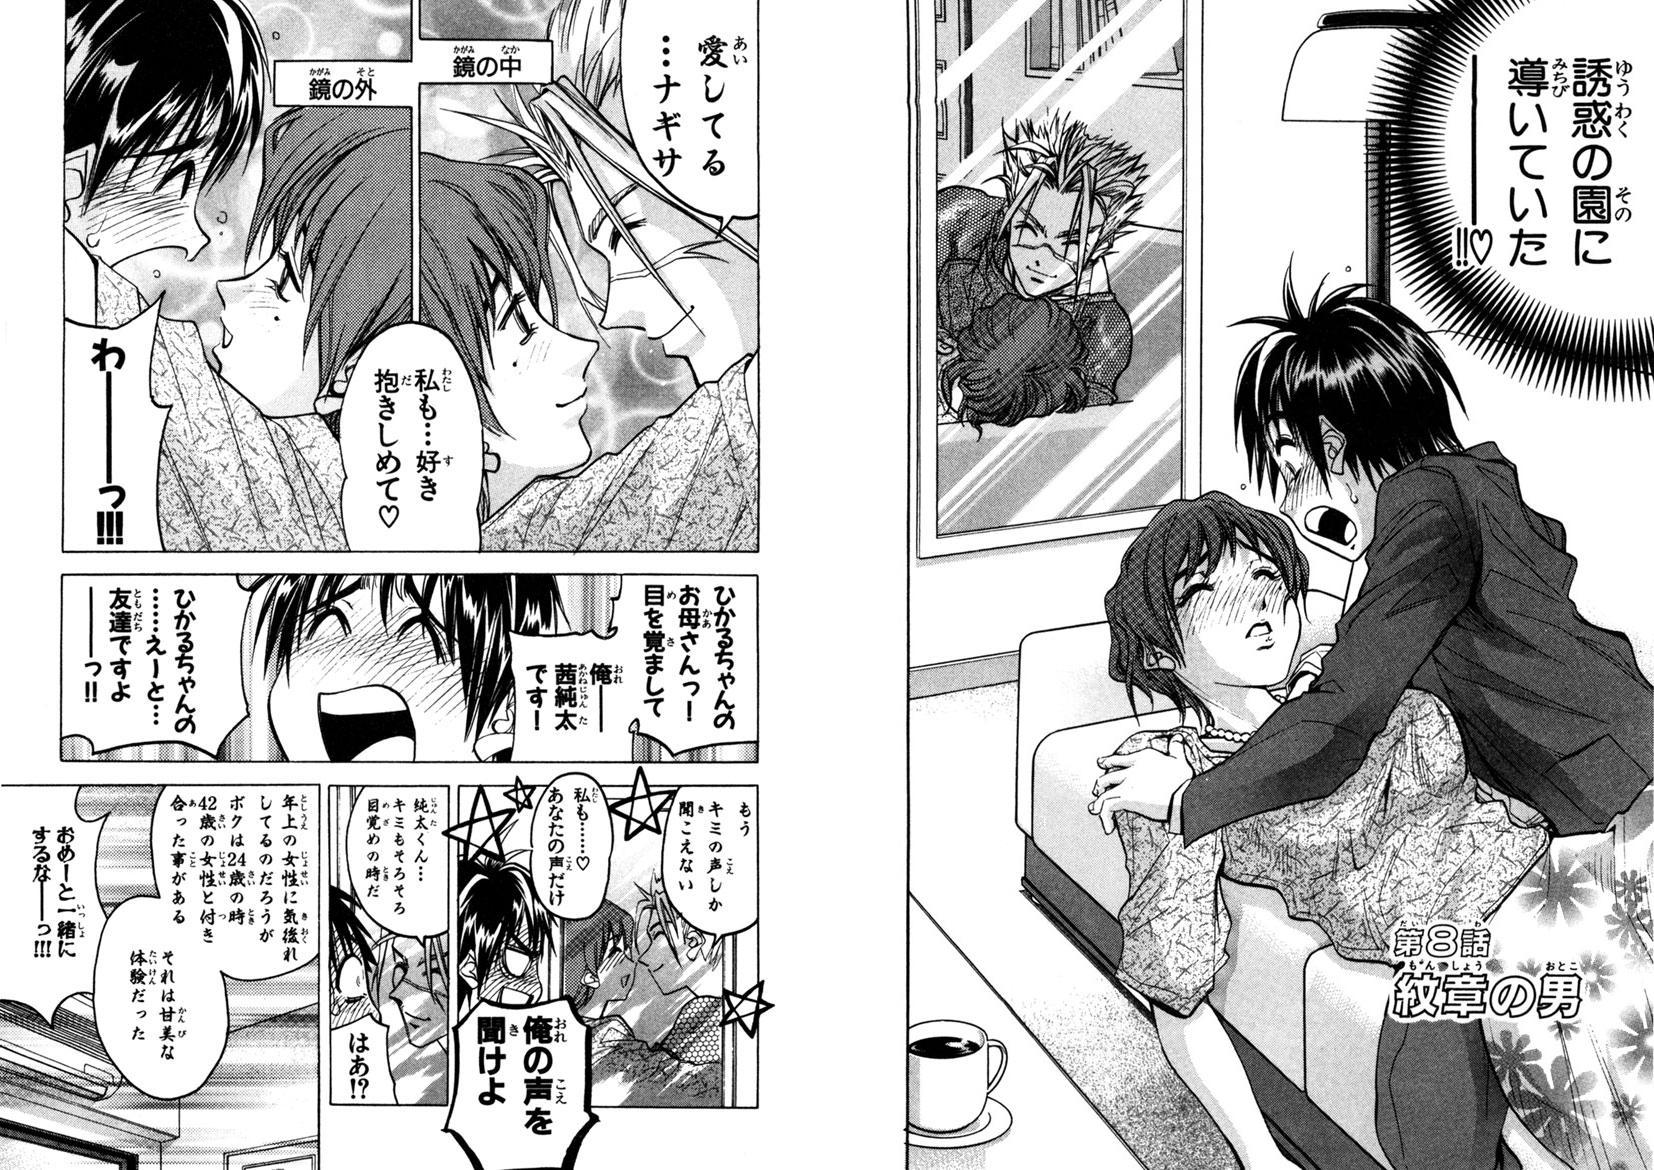 誘惑の園に
導いていた
――!!♡
第8話
紋章の男
愛してる
…ナギサ
鏡の中
鏡の外
私も…好き
抱きしめて♡
わ――っ!!!
ひかるちゃんの
お母さんっ!
目を覚まして
俺――
茜純太
です!
ひかるちゃんの
……えーと…
友達ですよ
――っ!!
もう
キミの声しか
聞こえない
私も……♡
あなたの声だけ
俺の声を
聞けよ
純太くん…
キミもそろそろ
目覚めの時だ
はあ!?
年上の女性に気後れ
してるのだろうが
ボクは24歳の時
42歳の女性と付き
合った事がある
それは甘美な
体験だった
おめーと一緒に
するな――っ!!!